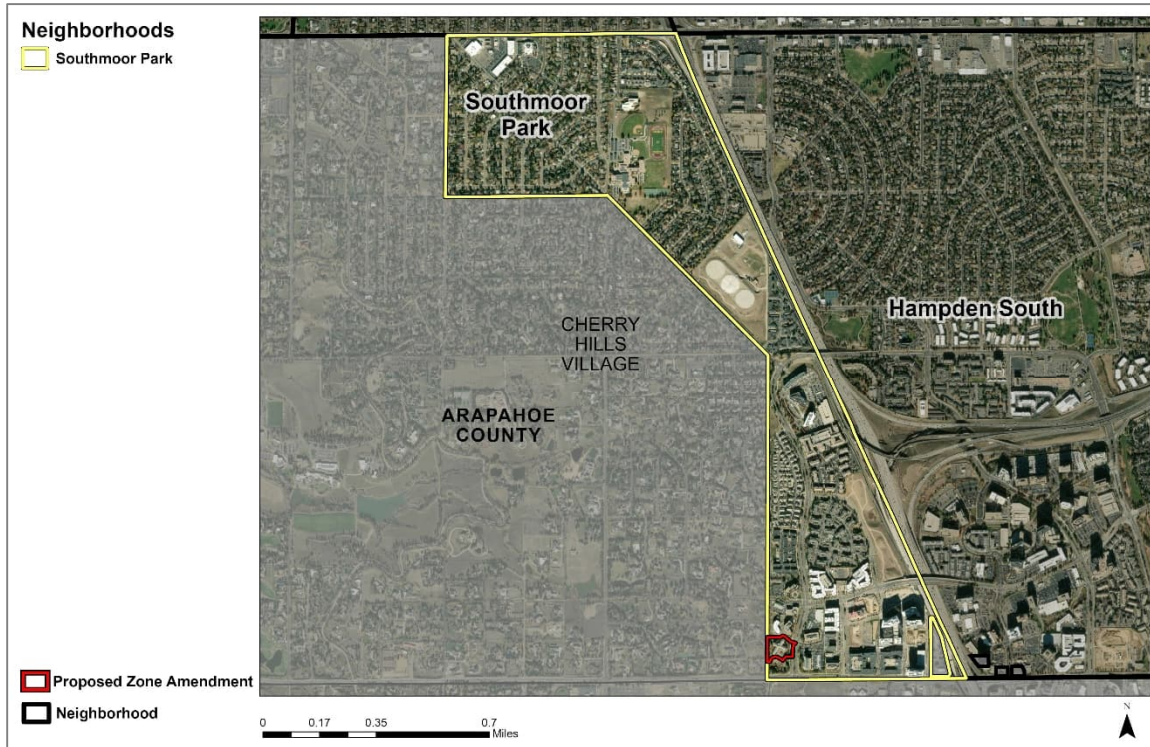 Neighborhoods
Southmoor Park
Southmoor
Park
Hampden South
CHERRY
HILLS
VILLAGE
ARAPAHOE
COUNTY
Proposed Zone Amendment
Neighborhood
0 0.17 0.35 0.7
Miles
N